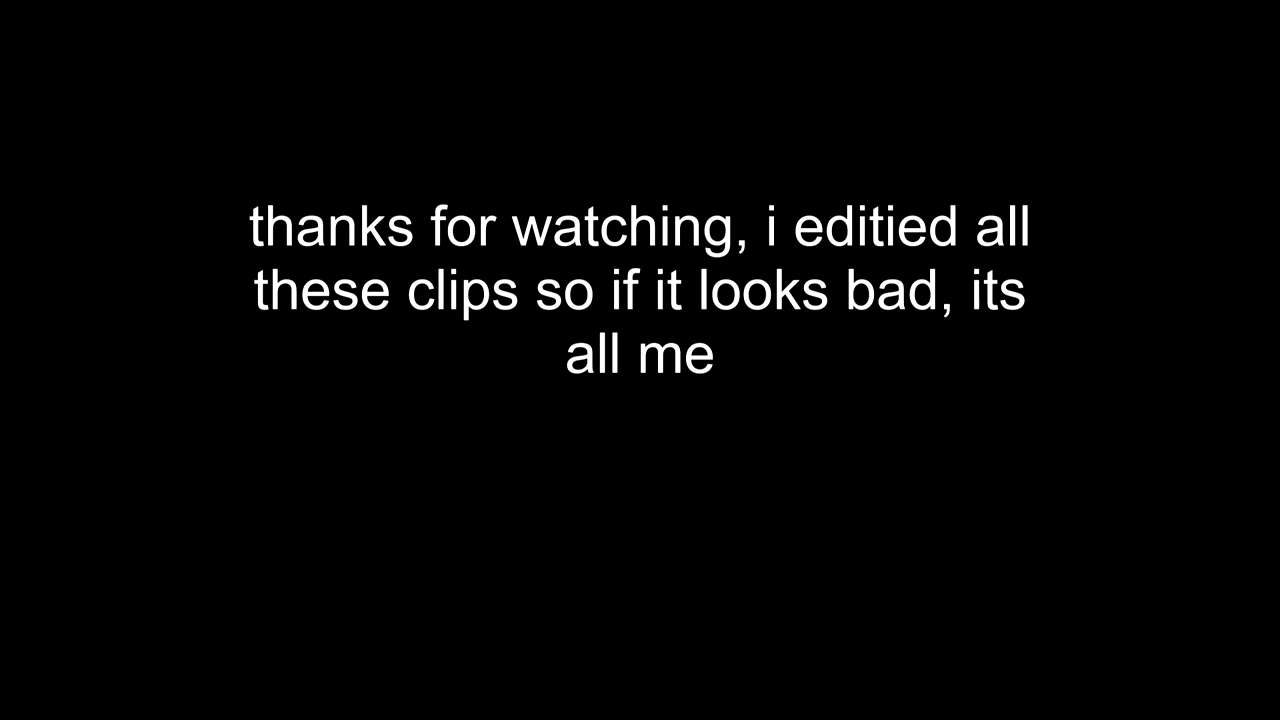 thanks for watching, i editied all
these clips so if it looks bad, its
all me